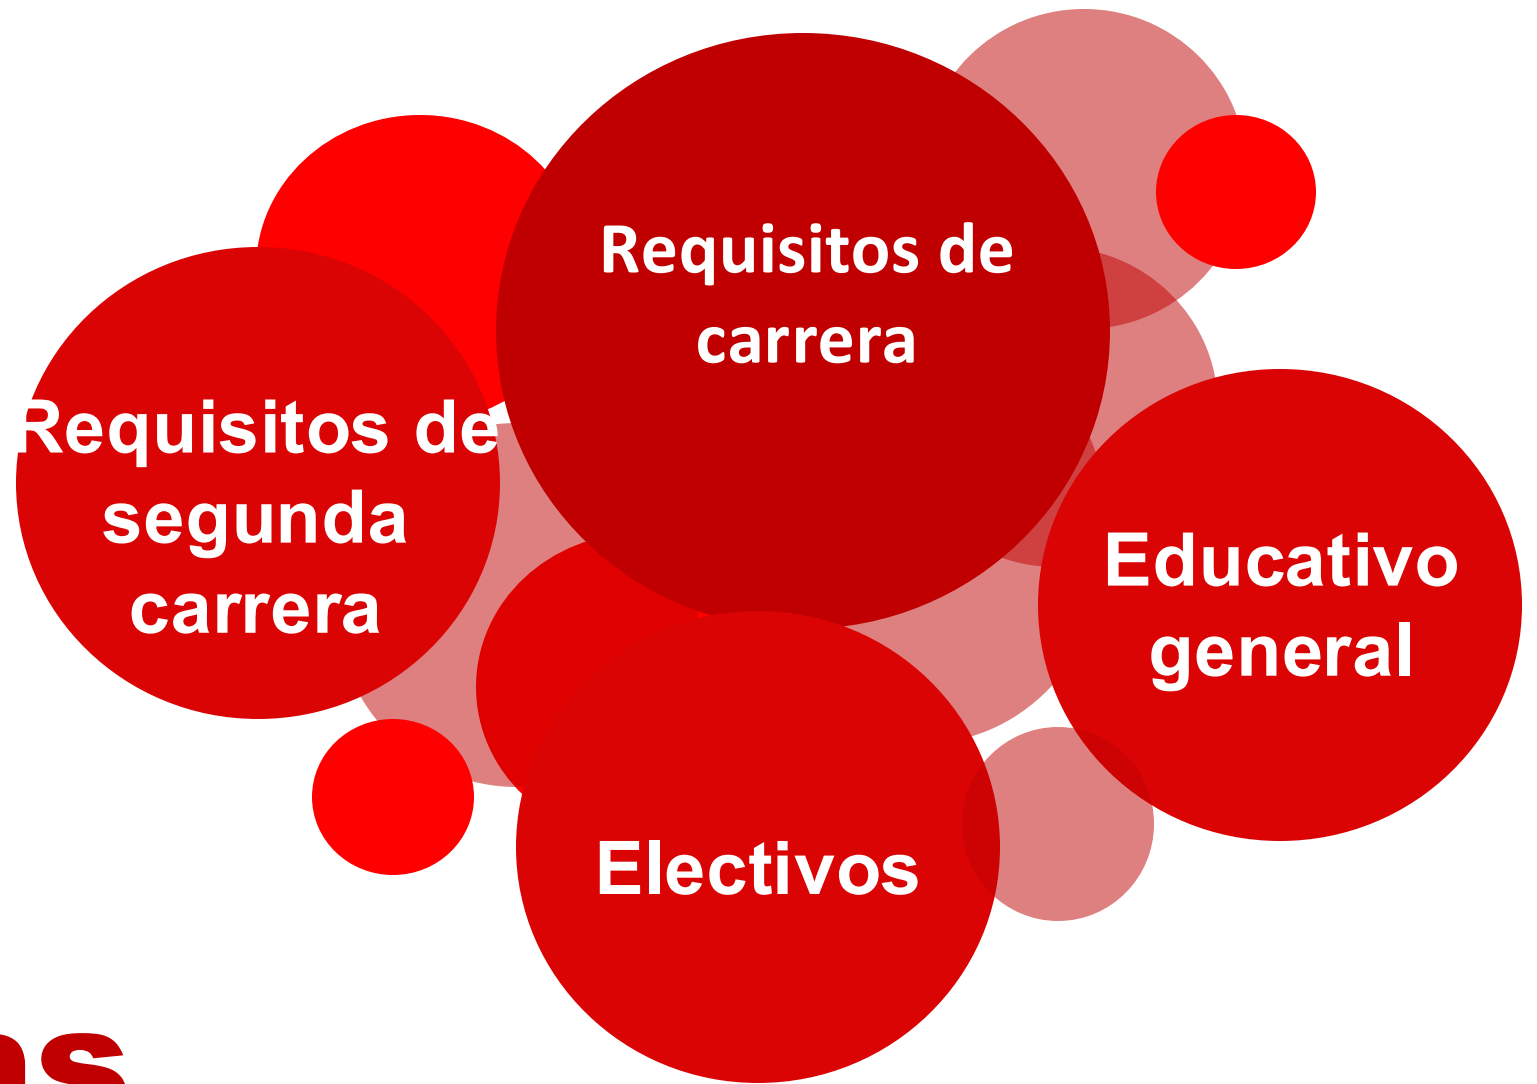 Requisitos de
carrera
Requisitos de
segunda
carrera
Educativo
general
Electivos